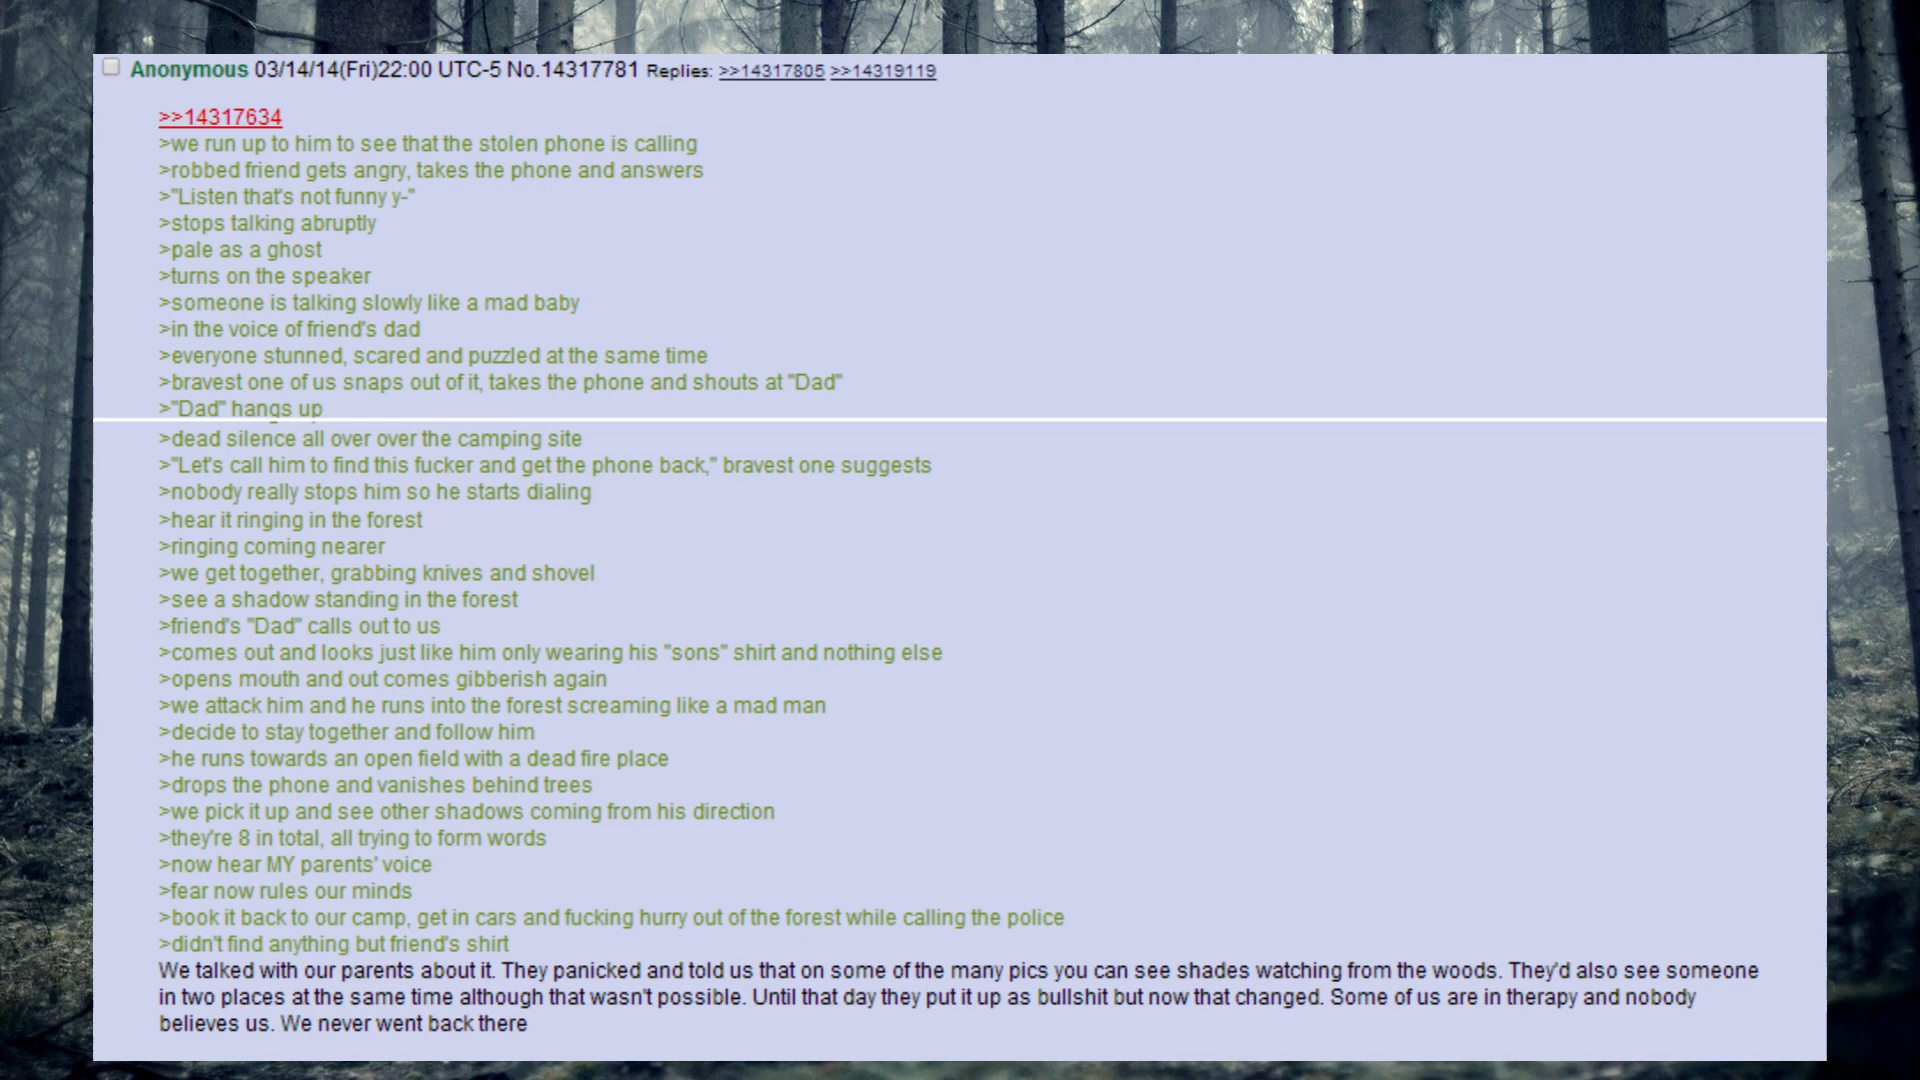 Anonymous 03/14/14(Fri)22:00 UTC-5 No.14317781 Replies: >>14317805 >>14319119
>>14317634
>we run up to him to see that the stolen phone is calling
>robbed friend gets angry, takes the phone and answers
>"Listen that's not funny y-"
>stops talking abruptly
>pale as a ghost
>turns on the speaker
>someone is talking slowly like a mad baby
>in the voice of friend's dad
>everyone stunned, scared and puzzled at the same time
>bravest one of us snaps out of it, takes the phone and shouts at "Dad"
>"Dad" hangs up
>dead silence all over over the camping site
>"Let's call him to find this fucker and get the phone back," bravest one suggests
>nobody really stops him so he starts dialing
>hear it ringing in the forest
>ringing coming nearer
>we get together, grabbing knives and shovel
>see a shadow standing in the forest
>friend's "Dad" calls out to us
>comes out and looks just like him only wearing his "sons" shirt and nothing else
>opens mouth and out comes gibberish again
>we attack him and he runs into the forest screaming like a mad man
>decide to stay together and follow him
>he runs towards an open field with a dead fire place
>drops the phone and vanishes behind trees
>we pick it up and see other shadows coming from his direction
>they're 8 in total, all trying to form words
>now hear MY parents' voice
>fear now rules our minds
>book it back to our camp, get in cars and fucking hurry out of the forest while calling the police
>didn't find anything but friend's shirt
We talked with our parents about it. They panicked and told us that on some of the many pics you can see shades watching from the woods. They'd also see someone
in two places at the same time although that wasn't possible. Until that day they put it up as bullshit but now that changed. Some of us are in therapy and nobody
believes us. We never went back there